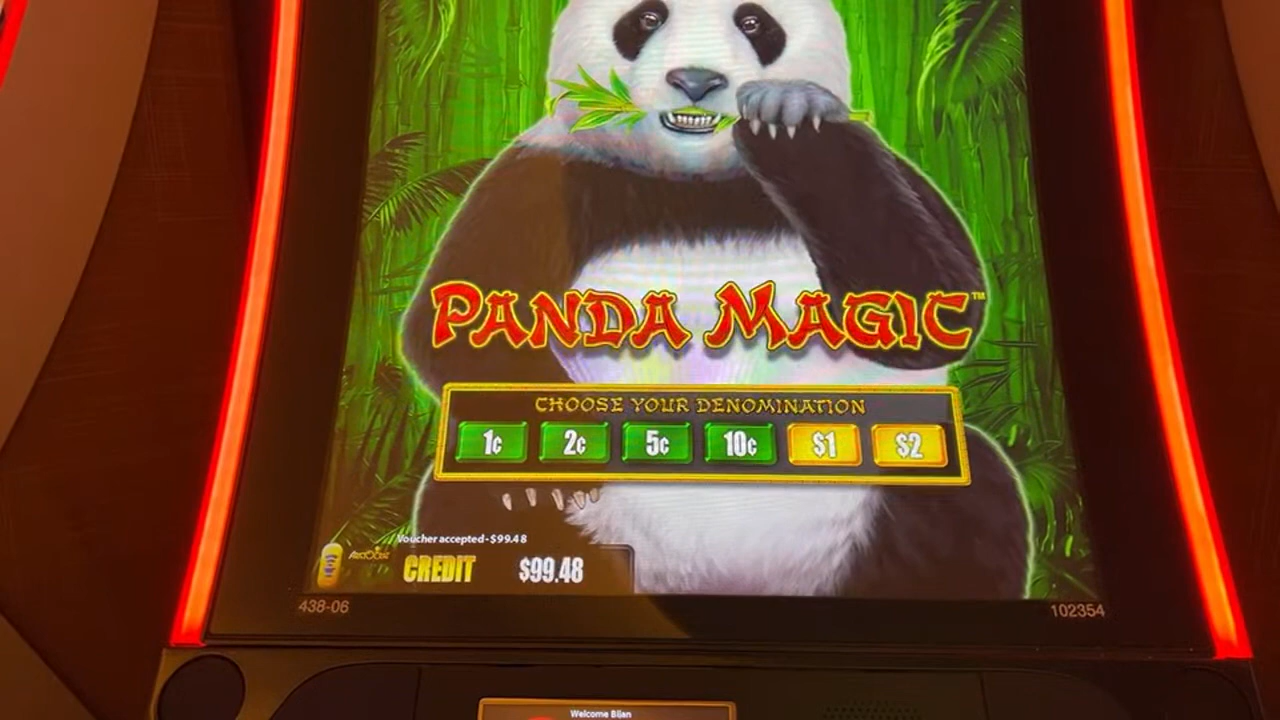 PANDA MAGIC™
CHOOSE YOUR DENOMINATION
1¢ 2¢ 5¢ 10¢ $1 $2
Voucher accepted - $99.48
ARISTOCRAT
CREDIT $99.48
438-06 102354
Welcome Bijan